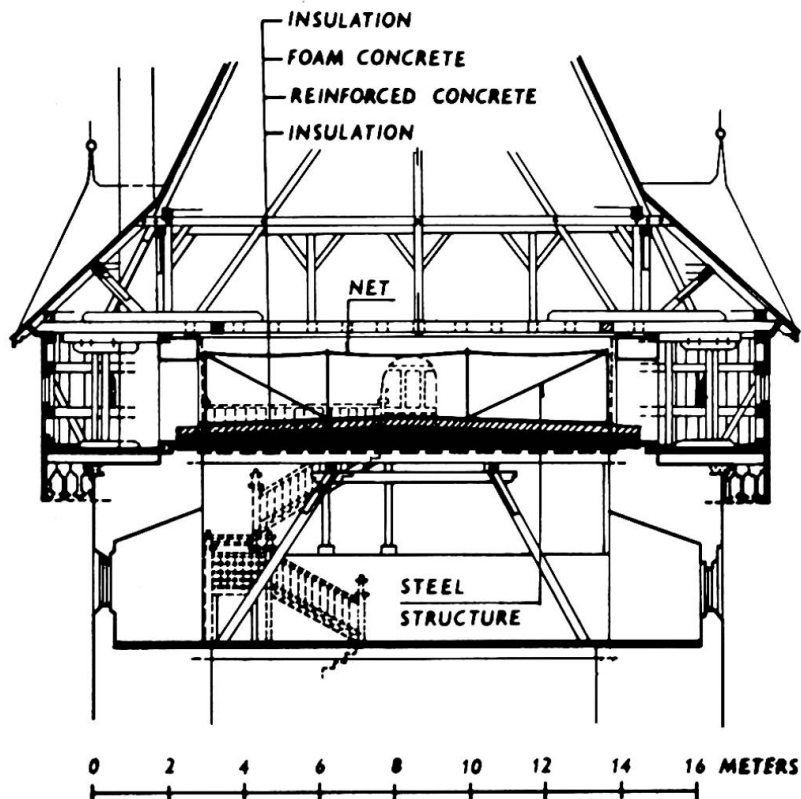 INSULATION
FOAM CONCRETE
REINFORCED CONCRETE
INSULATION
NET
STEEL
STRUCTURE
0 2 4 6 8 10 12 14 16 METERS